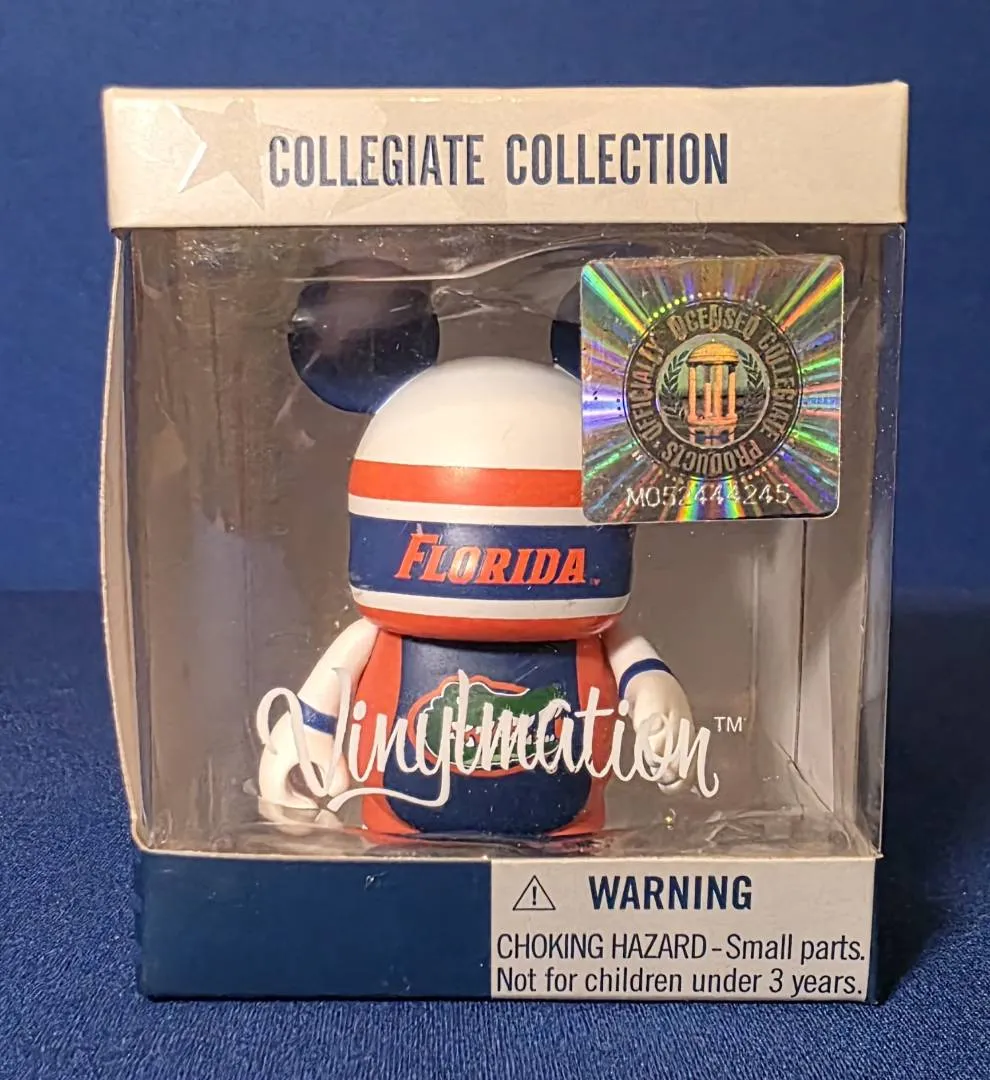 COLLEGIATE COLLECTION
OFFICIALLY LICENSED COLLEGIATE PRODUCTS
M052444245
FLORIDA™
Vinylmation™
⚠ WARNING
CHOKING HAZARD-Small parts.
Not for children under 3 years.